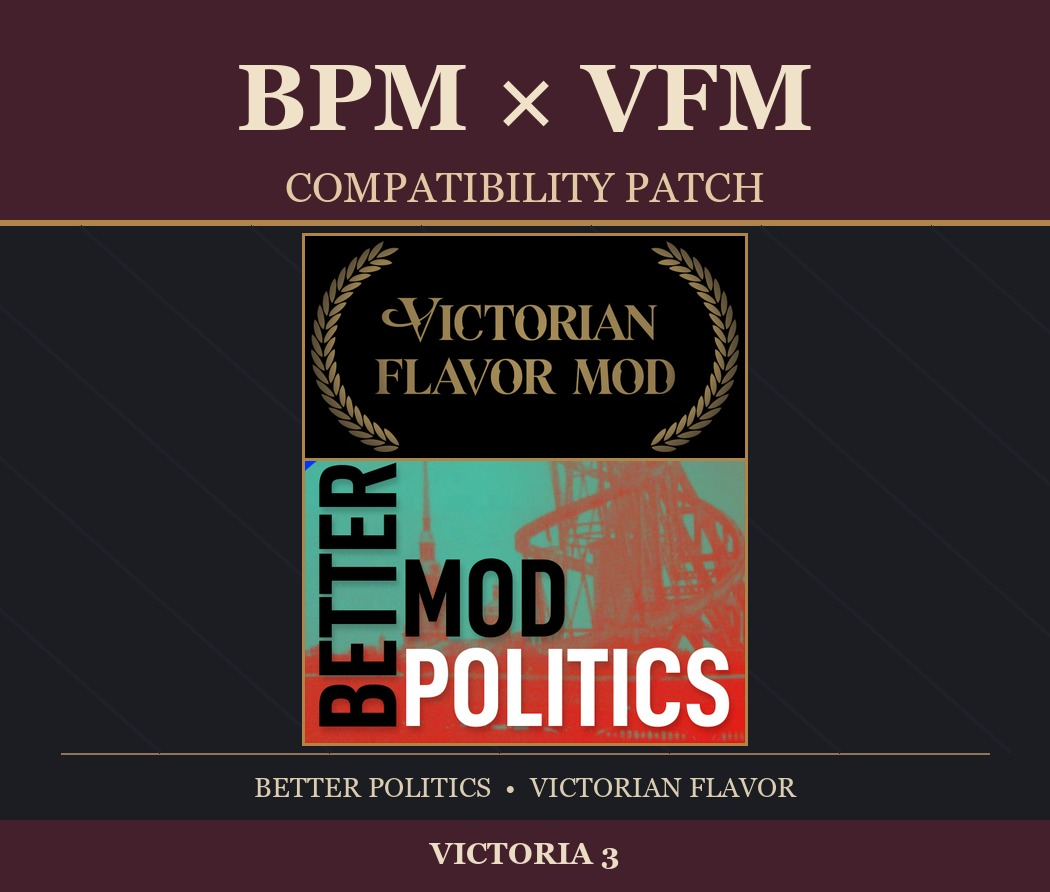 BPM × VFM
COMPATIBILITY PATCH
VICTORIAN
FLAVOR MOD
BETTER
MOD
POLITICS
BETTER POLITICS • VICTORIAN FLAVOR
VICTORIA 3